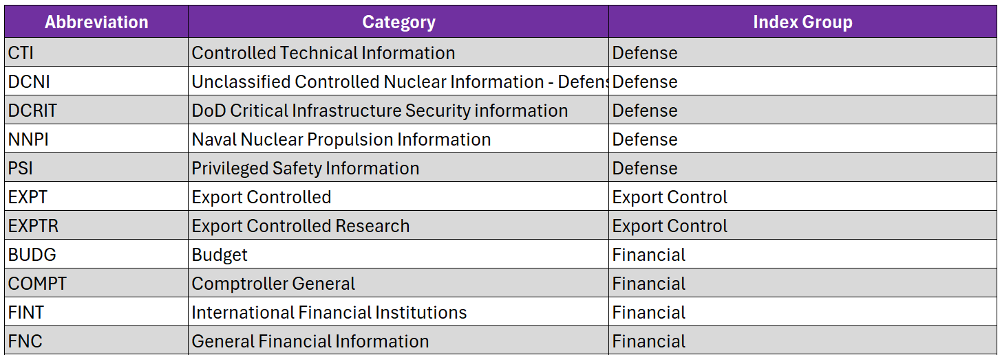 Abbreviation Category Index Group
CTI Controlled Technical Information Defense
DCNI Unclassified Controlled Nuclear Information - Defens Defense
DCRIT DoD Critical Infrastructure Security information Defense
NNPI Naval Nuclear Propulsion Information Defense
PSI Privileged Safety Information Defense
EXPT Export Controlled Export Control
EXPTR Export Controlled Research Export Control
BUDG Budget Financial
COMPT Comptroller General Financial
FINT International Financial Institutions Financial
FNC General Financial Information Financial